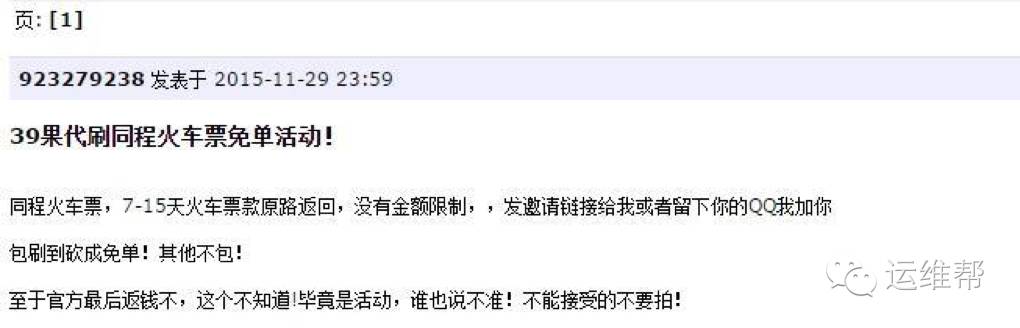 页: [1]
923279238 发表于 2015-11-29 23:59
39果代刷同程火车票免单活动！
同程火车票，7-15天火车票款原路返回，没有金额限制，，发邀请链接给我或者留下你的QQ我加你
包刷到砍成免单！其他不包！
至于官方最后返钱不，这个不知道!毕竟是活动，谁也说不准！不能接受的不要拍！
运维帮